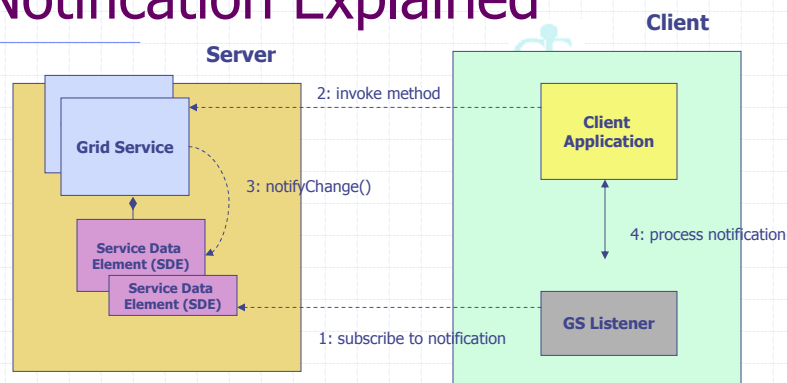 Notification Explained
Client
Server
2: invoke method
Client
Application
Grid Service
3: notifyChange()
4: process notification
Service Data
Element (SDE)
Service Data
Element (SDE)
GS Listener
1: subscribe to notification